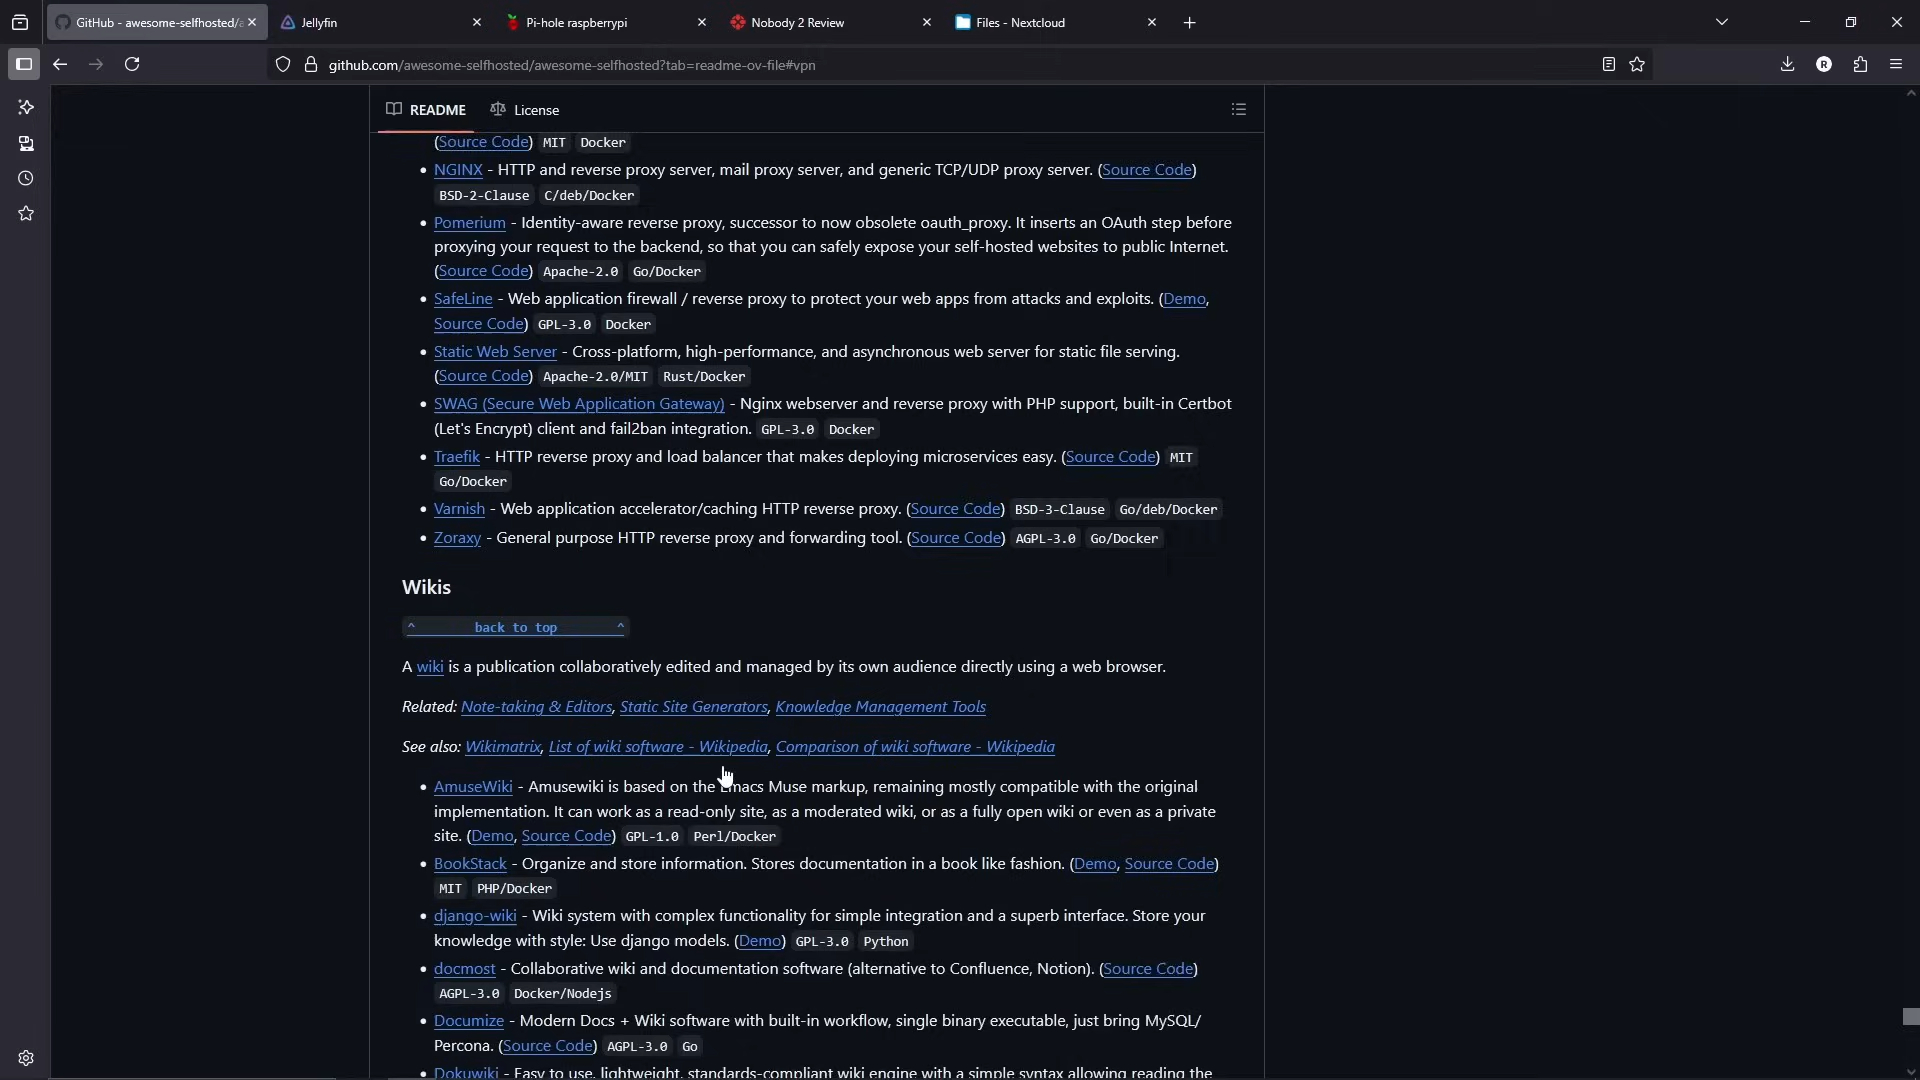 GitHub - awesome-selfhosted/a
Jellyfin
Pi-hole raspberrypi
Nobody 2 Review
Files - Nextcloud
github.com/awesome-selfhosted/awesome-selfhosted?tab=readme-ov-file#vpn
R
README
License
(Source Code) MIT Docker
• NGINX - HTTP and reverse proxy server, mail proxy server, and generic TCP/UDP proxy server. (Source Code)
BSD-2-Clause C/deb/Docker
• Pomerium - Identity-aware reverse proxy, successor to now obsolete oauth_proxy. It inserts an OAuth step before
proxying your request to the backend, so that you can safely expose your self-hosted websites to public Internet.
(Source Code) Apache-2.0 Go/Docker
• SafeLine - Web application firewall / reverse proxy to protect your web apps from attacks and exploits. (Demo,
Source Code) GPL-3.0 Docker
• Static Web Server - Cross-platform, high-performance, and asynchronous web server for static file serving.
(Source Code) Apache-2.0/MIT Rust/Docker
• SWAG (Secure Web Application Gateway) - Nginx webserver and reverse proxy with PHP support, built-in Certbot
(Let's Encrypt) client and fail2ban integration. GPL-3.0 Docker
• Traefik - HTTP reverse proxy and load balancer that makes deploying microservices easy. (Source Code) MIT
Go/Docker
• Varnish - Web application accelerator/caching HTTP reverse proxy. (Source Code) BSD-3-Clause Go/deb/Docker
• Zoraxy - General purpose HTTP reverse proxy and forwarding tool. (Source Code) AGPL-3.0 Go/Docker
Wikis
^ back to top ^
A wiki is a publication collaboratively edited and managed by its own audience directly using a web browser.
Related: Note-taking & Editors, Static Site Generators, Knowledge Management Tools
See also: Wikimatrix, List of wiki software - Wikipedia, Comparison of wiki software - Wikipedia
• AmuseWiki - Amusewiki is based on the Emacs Muse markup, remaining mostly compatible with the original
implementation. It can work as a read-only site, as a moderated wiki, or as a fully open wiki or even as a private
site. (Demo, Source Code) GPL-1.0 Perl/Docker
• BookStack - Organize and store information. Stores documentation in a book like fashion. (Demo, Source Code)
MIT PHP/Docker
• django-wiki - Wiki system with complex functionality for simple integration and a superb interface. Store your
knowledge with style: Use django models. (Demo) GPL-3.0 Python
• docmost - Collaborative wiki and documentation software (alternative to Confluence, Notion). (Source Code)
AGPL-3.0 Docker/Nodejs
• Documize - Modern Docs + Wiki software with built-in workflow, single binary executable, just bring MySQL/
Percona. (Source Code) AGPL-3.0 Go
• Dokuwiki - Easy to use, lightweight, standards-compliant wiki engine with a simple syntax allowing reading the